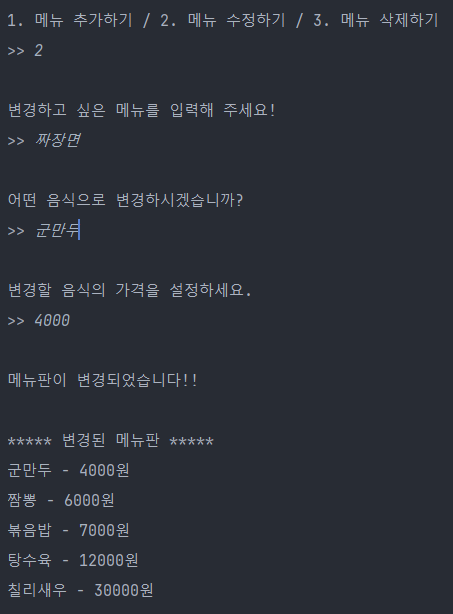 1. 메뉴 추가하기 / 2. 메뉴 수정하기 / 3. 메뉴 삭제하기
>> 2
변경하고 싶은 메뉴를 입력해 주세요!
>> 짜장면
어떤 음식으로 변경하시겠습니까?
>> 군만두
변경할 음식의 가격을 설정하세요.
>> 4000
메뉴판이 변경되었습니다!!
***** 변경된 메뉴판 *****
군만두 - 4000원
짬뽕 - 6000원
볶음밥 - 7000원
탕수육 - 12000원
칠리새우 - 30000원